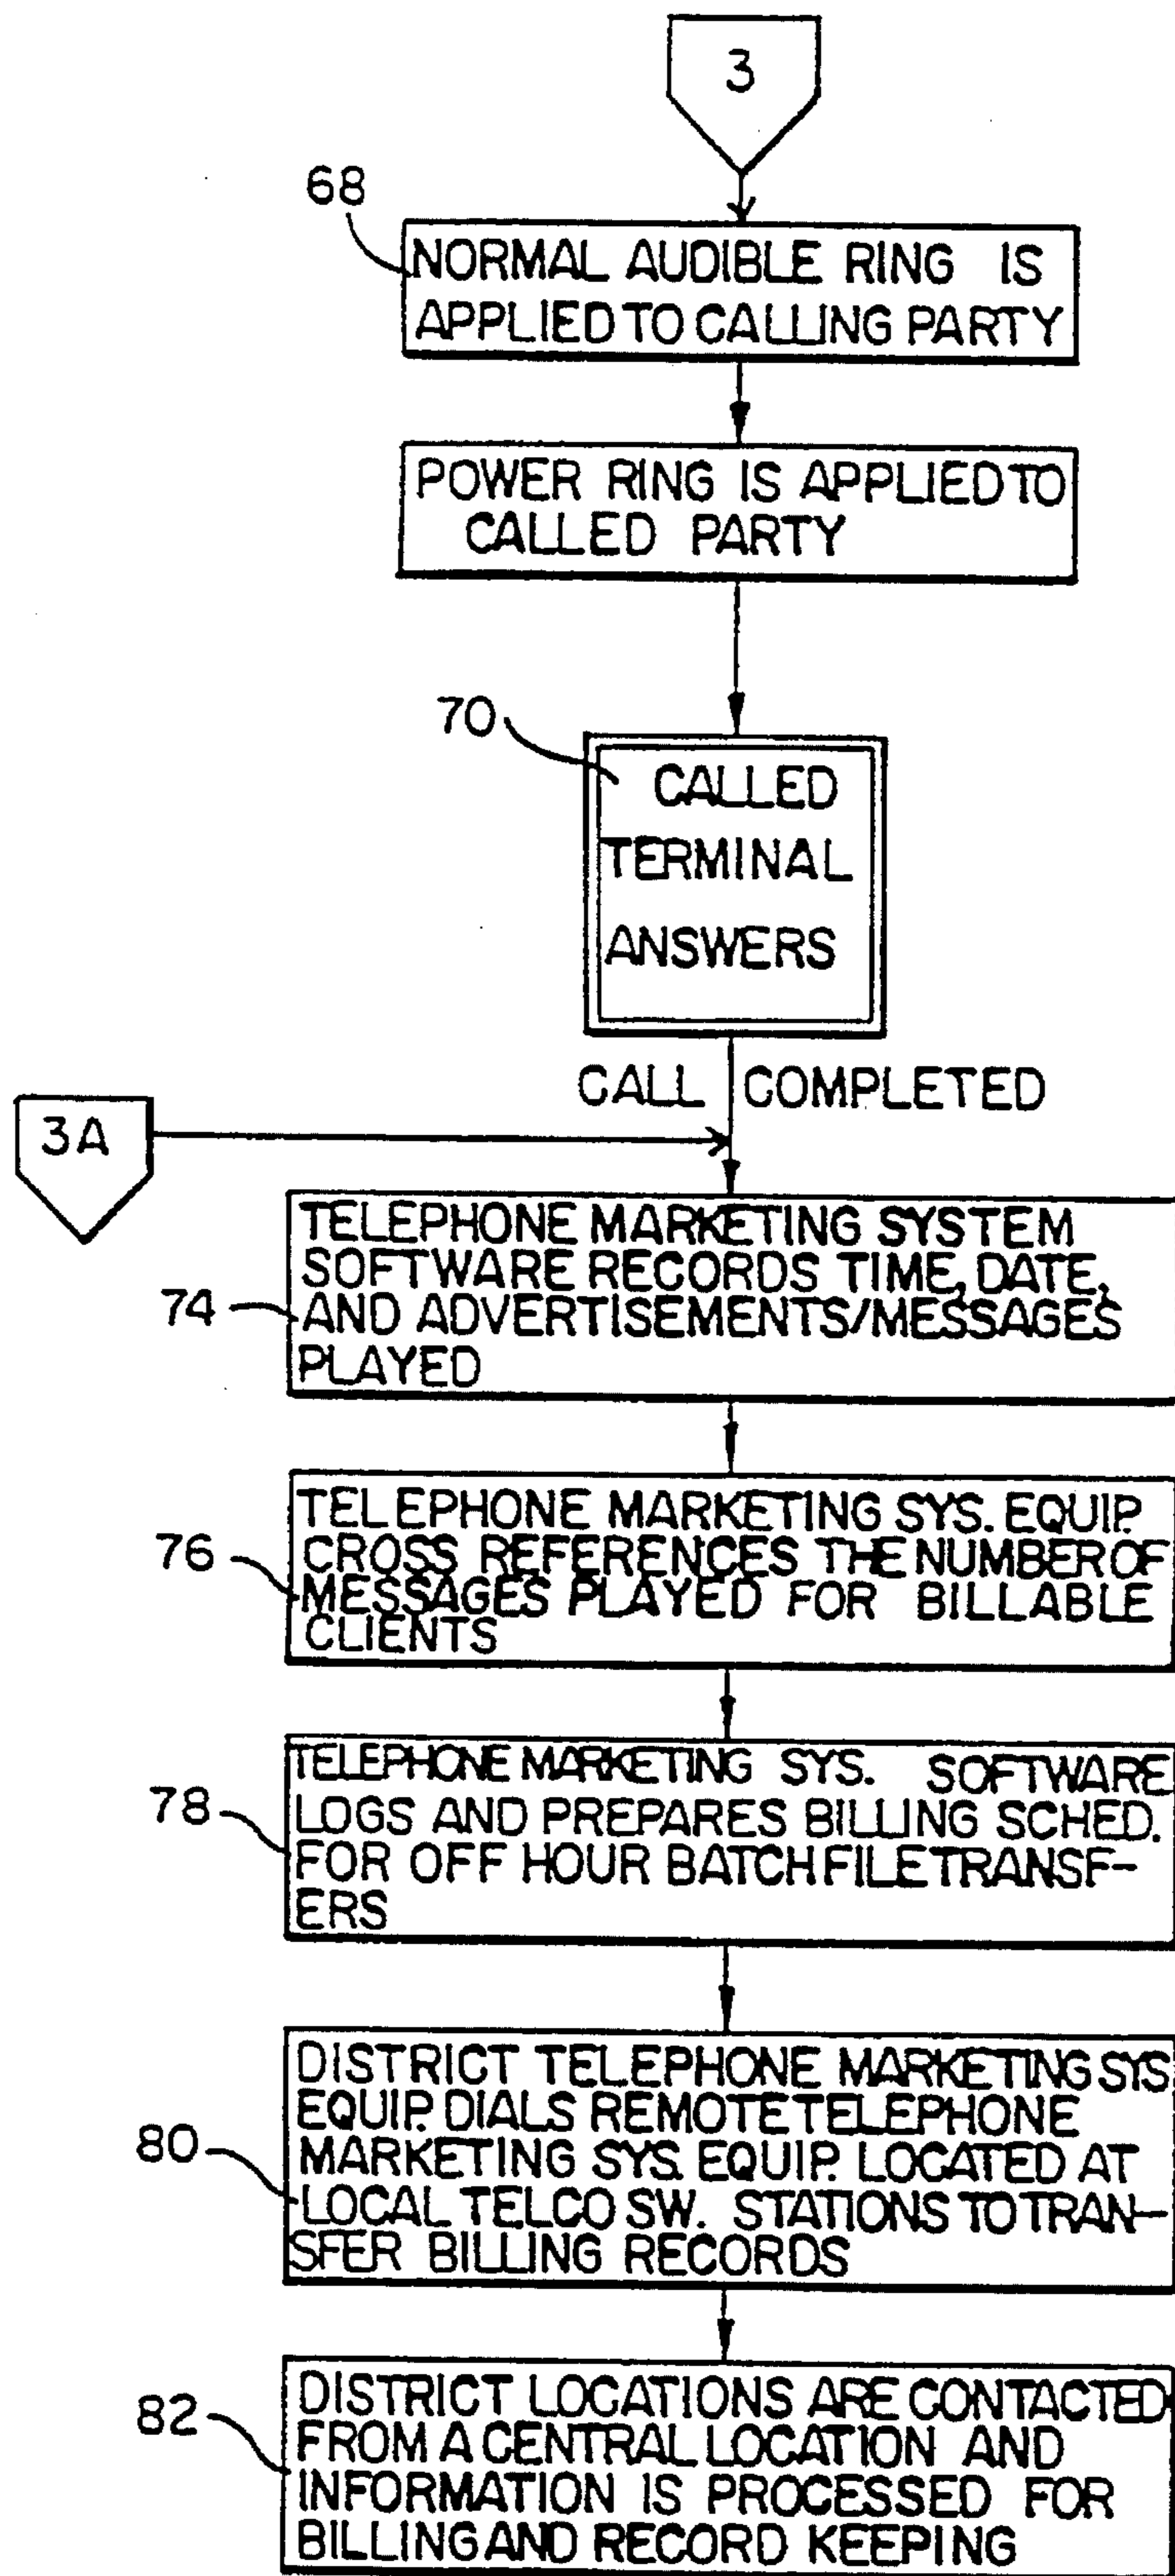 3
68
NORMAL AUDIBLE RING IS
APPLIED TO CALLING PARTY
POWER RING IS APPLIED TO
CALLED PARTY
70
CALLED
TERMINAL
ANSWERS
CALL COMPLETED
3A
74
TELEPHONE MARKETING SYSTEM
SOFTWARE RECORDS TIME, DATE,
AND ADVERTISEMENTS/MESSAGES
PLAYED
76
TELEPHONE MARKETING SYS. EQUIP.
CROSS REFERENCES THE NUMBER OF
MESSAGES PLAYED FOR BILLABLE
CLIENTS
78
TELEPHONE MARKETING SYS. SOFTWARE
LOGS AND PREPARES BILLING SCHED.
FOR OFF HOUR BATCH FILE TRANSF-
ERS
80
DISTRICT TELEPHONE MARKETING SYS.
EQUIP. DIALS REMOTE TELEPHONE
MARKETING SYS. EQUIP. LOCATED AT
LOCAL TELCO SW. STATIONS TO TRAN-
SFER BILLING RECORDS
82
DISTRICT LOCATIONS ARE CONTACTED
FROM A CENTRAL LOCATION AND
INFORMATION IS PROCESSED FOR
BILLING AND RECORD KEEPING